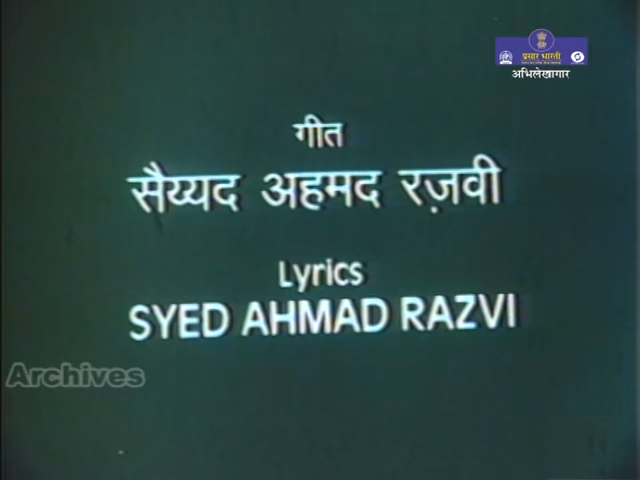 प्रसार भारती
अभिलेखागार
गीत
सैय्यद अहमद रज़वी
Lyrics
SYED AHMAD RAZVI
Archives